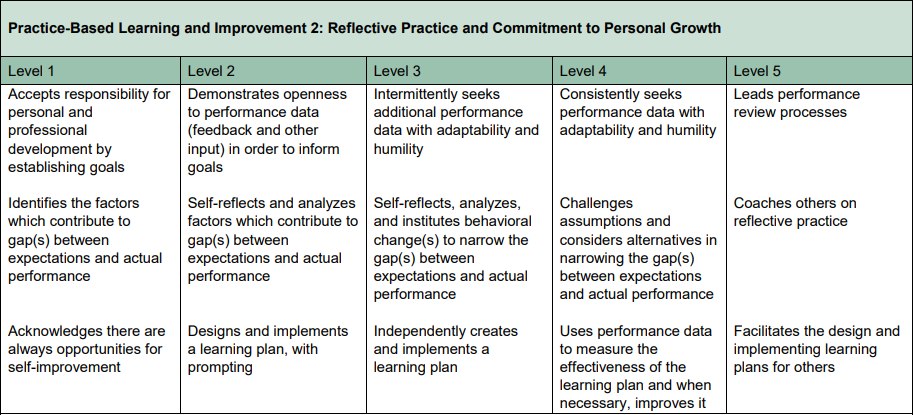 Practice-Based Learning and Improvement 2: Reflective Practice and Commitment to Personal Growth
Level 1
Level 2
Level 3
Level 4
Level 5
Accepts responsibility for
personal and
professional
development by
establishing goals
Demonstrates openness
to performance data
(feedback and other
input) in order to inform
goals
Intermittently seeks
additional performance
data with adaptability and
humility
Consistently seeks
performance data with
adaptability and humility
Leads performance
review processes
Identifies the factors
which contribute to
gap(s) between
expectations and actual
performance
Self-reflects and analyzes
factors which contribute to
gap(s) between
expectations and actual
performance
Self-reflects, analyzes,
and institutes behavioral
change(s) to narrow the
gap(s) between
expectations and actual
performance
Challenges
assumptions and
considers alternatives in
narrowing the gap(s)
between expectations
and actual performance
Coaches others on
reflective practice
Acknowledges there are
always opportunities for
self-improvement
Designs and implements
a learning plan, with
prompting
Independently creates
and implements a
learning plan
Uses performance data
to measure the
effectiveness of the
learning plan and when
necessary, improves it
Facilitates the design and
implementing learning
plans for others